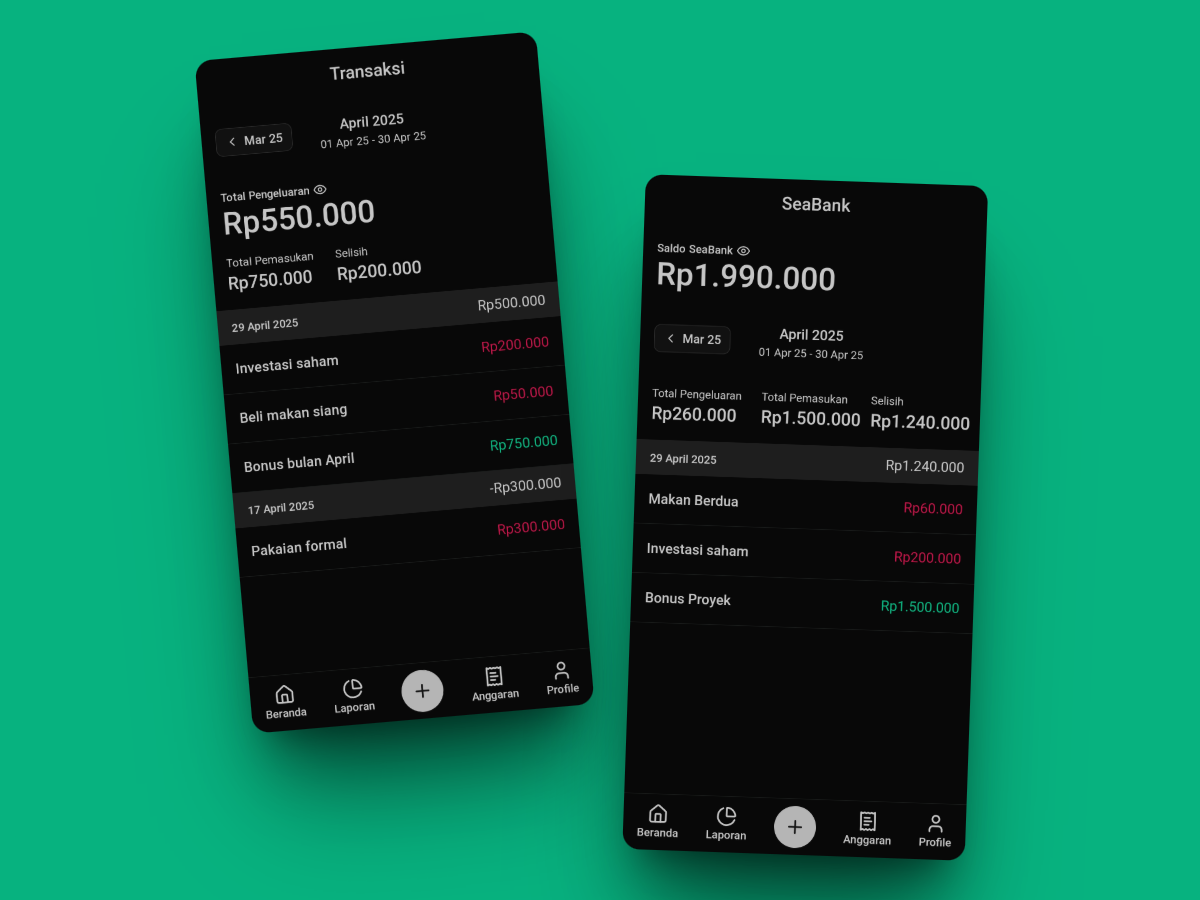 Transaksi
Mar 25
April 2025
01 Apr 25 - 30 Apr 25
Total Pengeluaran
Rp550.000
Total Pemasukan
Rp750.000
Selisih
Rp200.000
29 April 2025 Rp500.000
Investasi saham Rp200.000
Beli makan siang Rp50.000
Bonus bulan April Rp750.000
17 April 2025 -Rp300.000
Pakaian formal Rp300.000
Beranda Laporan Anggaran Profile
SeaBank
Saldo SeaBank
Rp1.990.000
Mar 25
April 2025
01 Apr 25 - 30 Apr 25
Total Pengeluaran
Rp260.000
Total Pemasukan
Rp1.500.000
Selisih
Rp1.240.000
29 April 2025 Rp1.240.000
Makan Berdua Rp60.000
Investasi saham Rp200.000
Bonus Proyek Rp1.500.000
Beranda Laporan Anggaran Profile